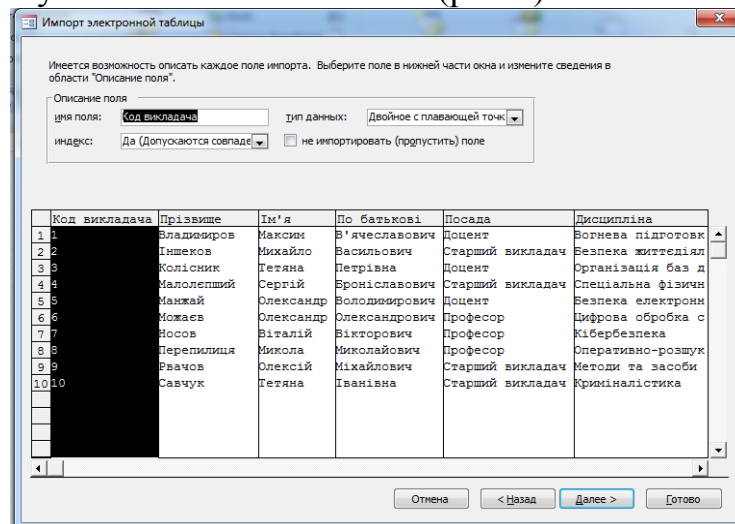 Импорт электронной таблицы
Имеется возможность описать каждое поле импорта. Выберите поле в нижней части окна и измените сведения в
области "Описание поля".
Описание поля
имя поля: Код викладача тип данных: Двойное с плавающей точк
индекс: Да (Допускаются совпаде не импортировать (пропустить) поле
Код викладача Прізвище Ім'я По батькові Посада Дисципліна
1 1 Владимиров Максим В'ячеславович Доцент Вогнева підготовк
2 2 Іншеков Михайло Васильович Старший викладач Безпека життєдіял
3 3 Колісник Тетяна Петрівна Доцент Організація баз д
4 4 Малолєпший Сергій Броніславович Старший викладач Спеціальна фізичн
5 5 Манжай Олександр Володимирович Доцент Безпека електронн
6 6 Можаєв Олександр Олександрович Професор Цифрова обробка с
7 7 Носов Віталій Вікторович Професор Кібербезпека
8 8 Перепилиця Микола Миколайович Професор Оперативно-розшук
9 9 Рвачов Олексій Міхайлович Старший викладач Методи та засоби
10 10 Савчук Тетяна Іванівна Старший викладач Криміналістика
Отмена < Назад Далее > Готово